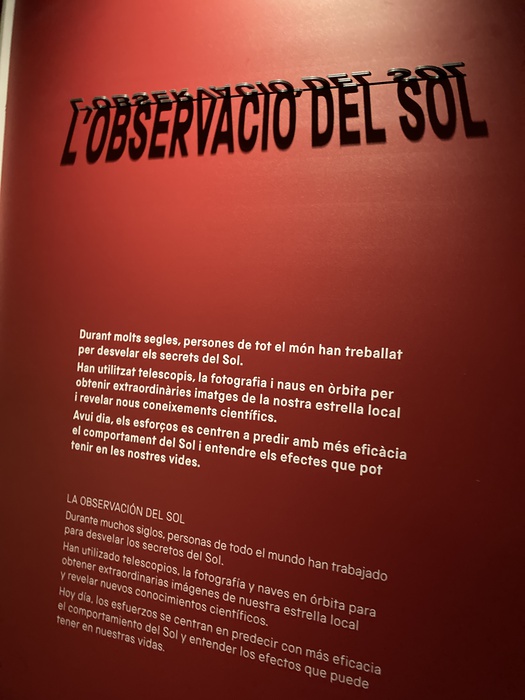 L'OBSERVACIÓ DEL SOL
Durant molts segles, persones de tot el món han treballat
per desvelar els secrets del Sol.
Han utilitzat telescopis, la fotografia i naus en òrbita per
obtenir extraordinàries imatges de la nostra estrella local
i revelar nous coneixements científics.
Avui dia, els esforços es centren a predir amb més eficàcia
el comportament del Sol i entendre els efectes que pot
tenir en les nostres vides.
LA OBSERVACIÓN DEL SOL
Durante muchos siglos, personas de todo el mundo han trabajado
para desvelar los secretos del Sol.
Han utilizado telescopios, la fotografía y naves en órbita para
obtener extraordinarias imágenes de nuestra estrella local
y revelar nuevos conocimientos científicos.
Hoy día, los esfuerzos se centran en predecir con más eficacia
el comportamiento del Sol y entender los efectos que puede
tener en nuestras vidas.